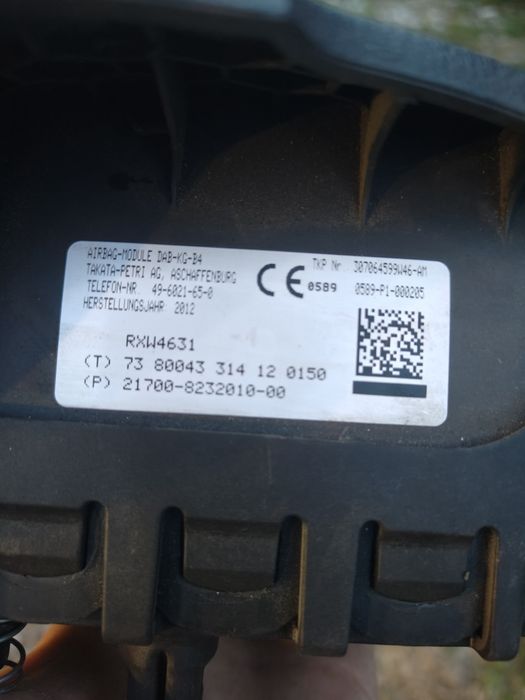 AIRBAG-MODULE DAB-KG-B4
TAKATA-PETRI AG, ASCHAFFENBURG
TELEFON-NR. 49-6021-65-0
HERSTELLUNGSJAHR 2012
CE 0589
TKP Nr. 307064599W46-AM
0589-P1-000205
RXW4631
(T) 73 80043 314 12 0150
(P) 21700-8232010-00